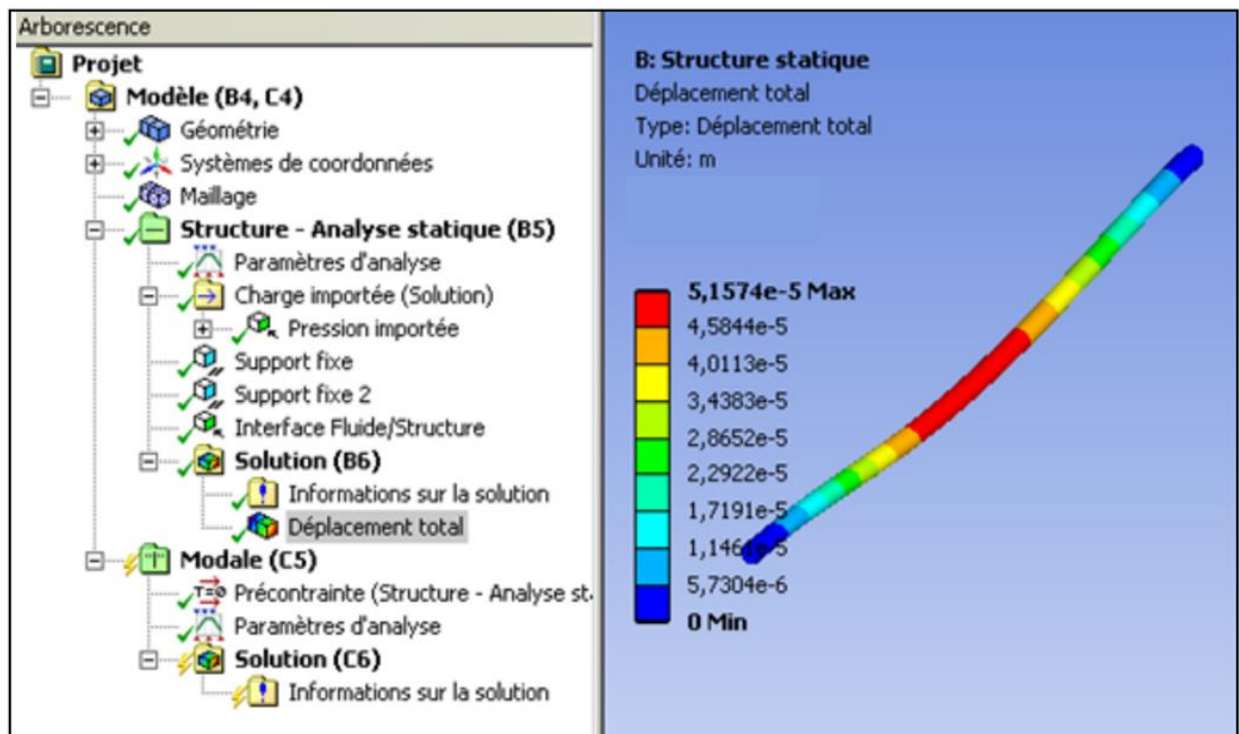 Arborescence
Projet
Modèle (B4, C4)
Géométrie
Systèmes de coordonnées
Maillage
Structure - Analyse statique (B5)
Paramètres d'analyse
Charge importée (Solution)
Pression importée
Support fixe
Support fixe 2
Interface Fluide/Structure
Solution (B6)
Informations sur la solution
Déplacement total
Modale (C5)
T=0 Précontrainte (Structure - Analyse st
Paramètres d'analyse
Solution (C6)
Informations sur la solution
B: Structure statique
Déplacement total
Type: Déplacement total
Unité: m
5,1574e-5 Max
4,5844e-5
4,0113e-5
3,4383e-5
2,8652e-5
2,2922e-5
1,7191e-5
5,7304e-6
0 Min